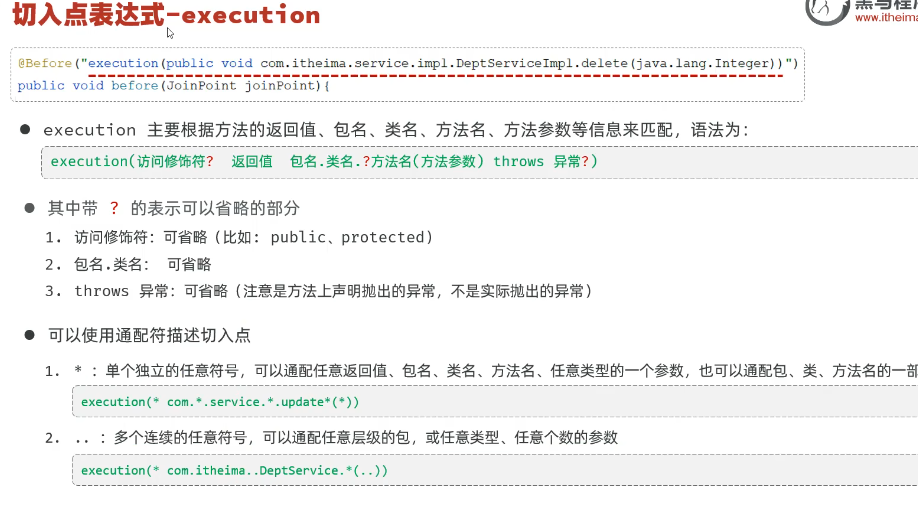 切入点表达式-execution
www.itheima
@Before("execution(public void com.itheima.service.impl.DeptServiceImpl.delete(java.lang.Integer))")
public void before(JoinPoint joinPoint){
● execution 主要根据方法的返回值、包名、类名、方法名、方法参数等信息来匹配，语法为：
execution(访问修饰符? 返回值 包名.类名.?方法名(方法参数) throws 异常?)
● 其中带 ? 的表示可以省略的部分
1. 访问修饰符：可省略（比如: public、protected）
2. 包名.类名： 可省略
3. throws 异常：可省略（注意是方法上声明抛出的异常，不是实际抛出的异常）
● 可以使用通配符描述切入点
1. * ：单个独立的任意符号，可以通配任意返回值、包名、类名、方法名、任意类型的一个参数，也可以通配包、类、方法名的一部
execution(* com.*.service.*.update*(*))
2. .. ：多个连续的任意符号，可以通配任意层级的包，或任意类型、任意个数的参数
execution(* com.itheima..DeptService.*(..))